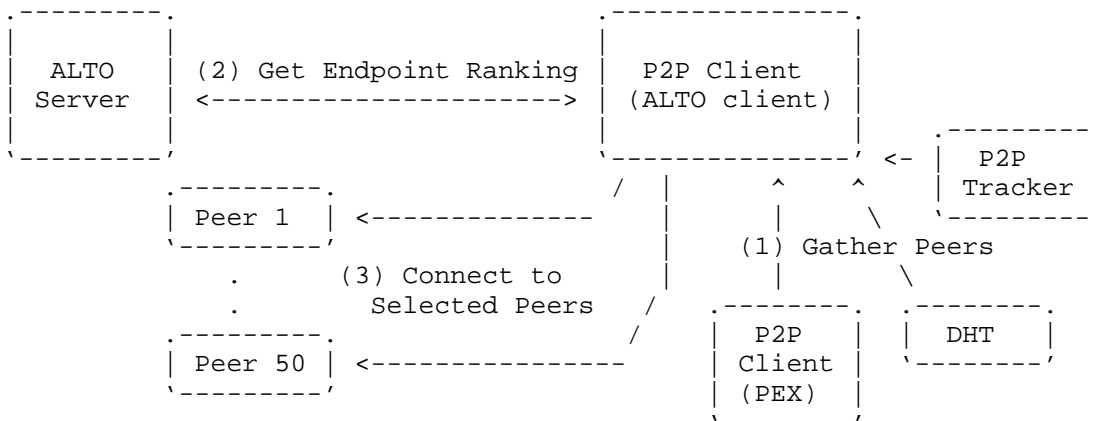 ALTO (2) Get Endpoint Ranking P2P Client
Server <----------------------> (ALTO client)
<- P2P
Tracker
Peer 1 <--------------
(1) Gather Peers
. (3) Connect to
. Selected Peers
P2P DHT
Peer 50 <---------------- Client
(PEX)